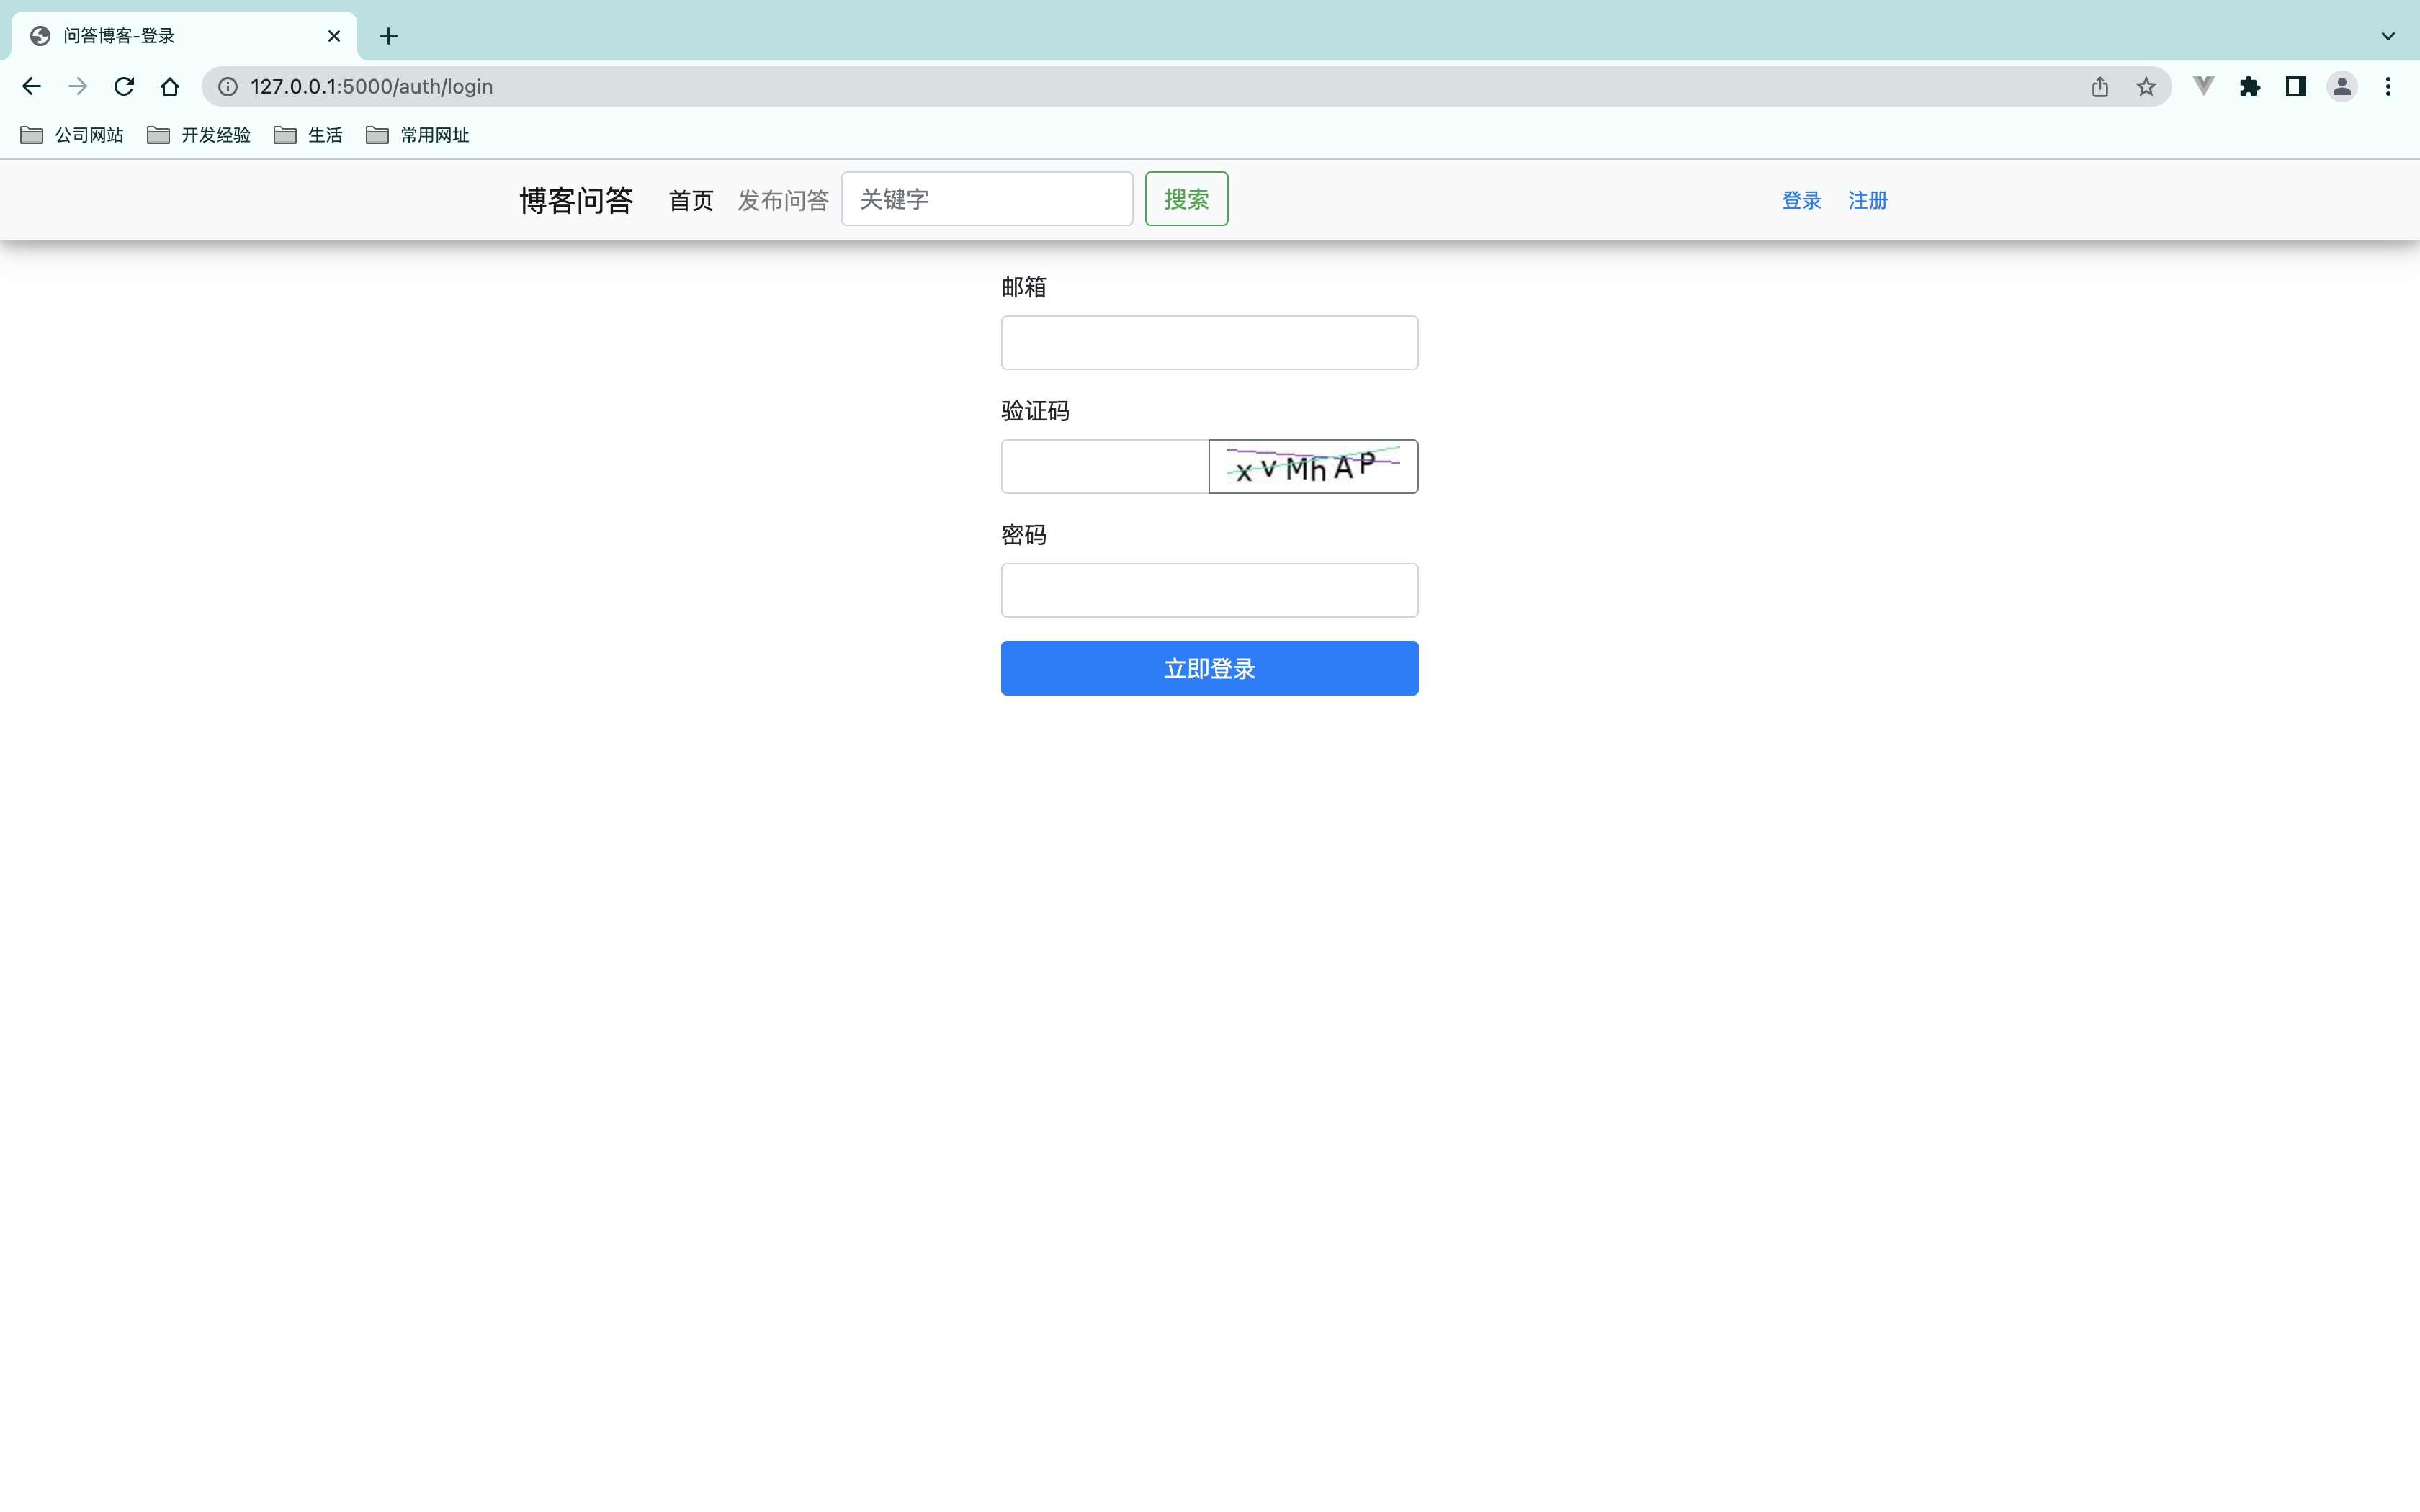 问答博客-登录
127.0.0.1:5000/auth/login
公司网站 开发经验 生活 常用网址
博客问答 首页 发布问答 关键字 搜索 登录 注册
邮箱
验证码
x v Mh A P
密码
立即登录